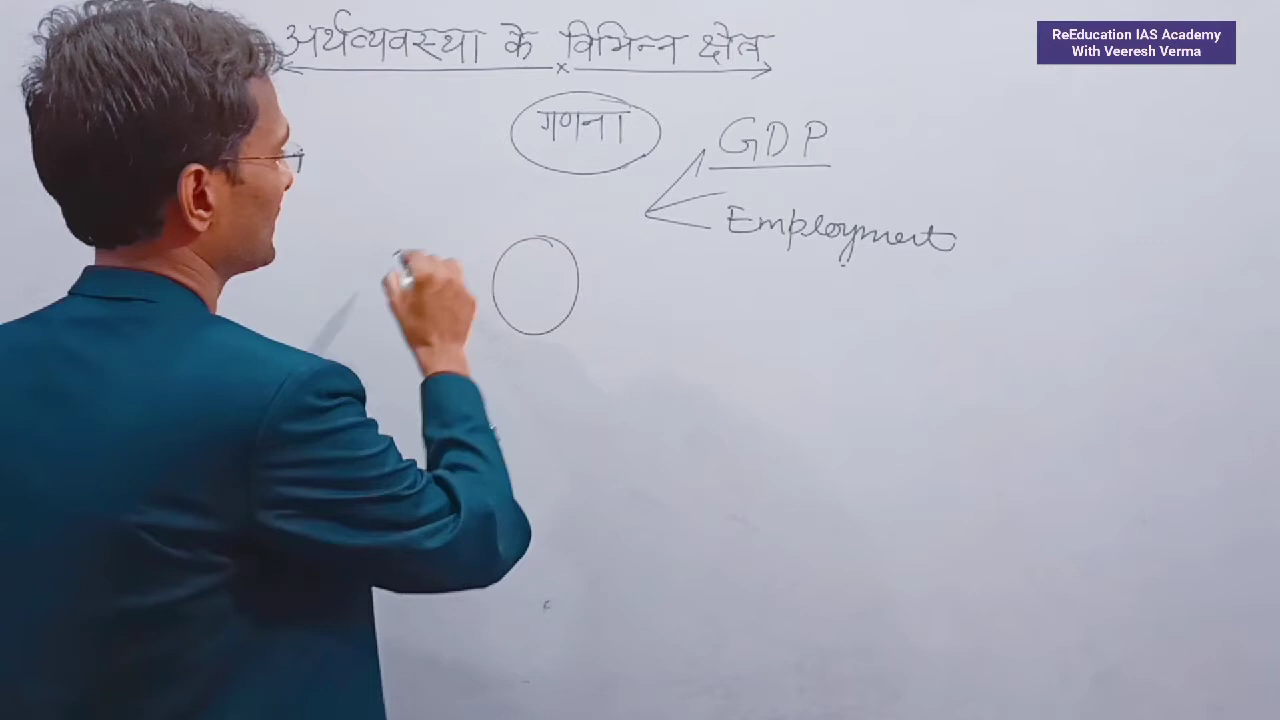 अर्थव्यवस्था के विभिन्न क्षेत्र
ReEducation IAS Academy
With Veeresh Verma
गणना
GDP
Employment